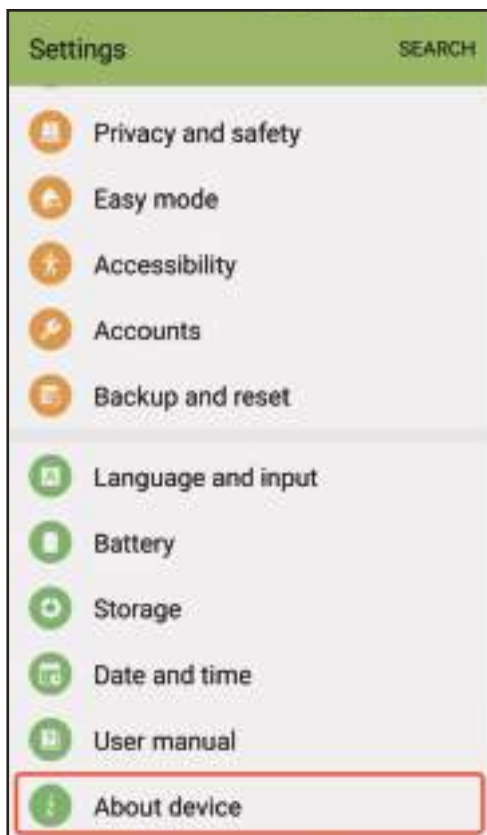 Settings
SEARCH
Privacy and safety
Easy mode
Accessibility
Accounts
Backup and reset
Language and input
Battery
Storage
Date and time
User manual
About device